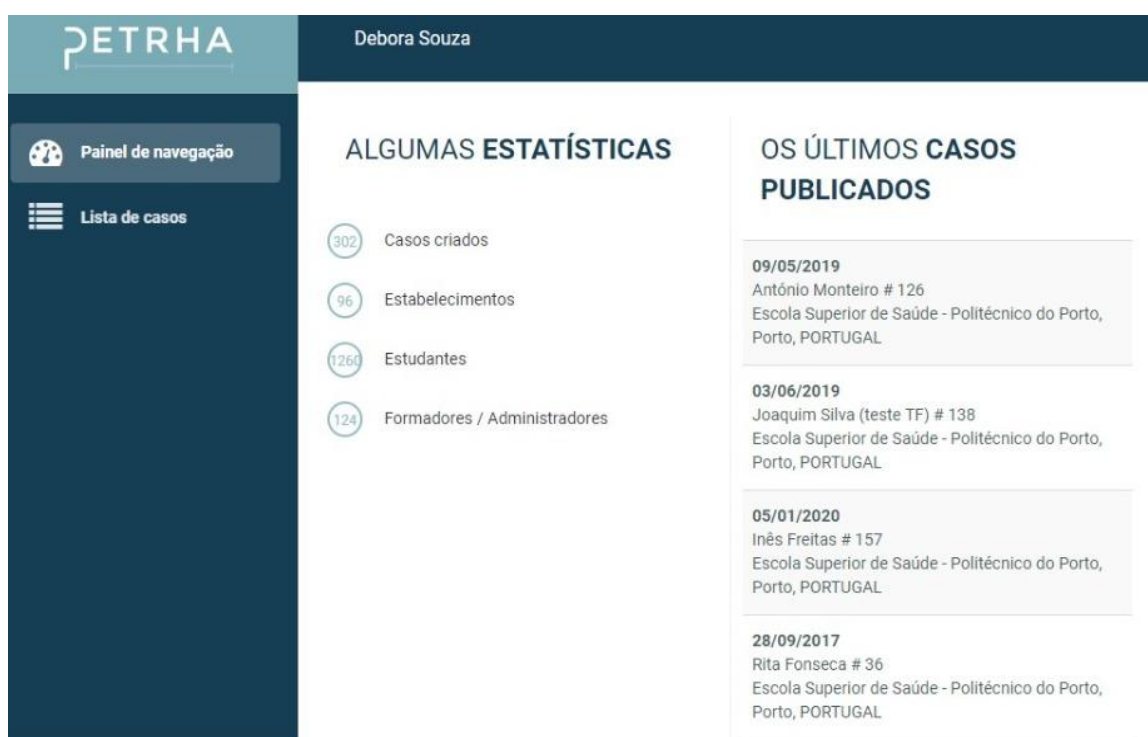 PETRHA
Debora Souza
Painel de navegação
Lista de casos
ALGUMAS ESTATÍSTICAS
302 Casos criados
96 Estabelecimentos
1260 Estudantes
124 Formadores / Administradores
OS ÚLTIMOS CASOS
PUBLICADOS
09/05/2019
António Monteiro # 126
Escola Superior de Saúde - Politécnico do Porto,
Porto, PORTUGAL
03/06/2019
Joaquim Silva (teste TF) # 138
Escola Superior de Saúde - Politécnico do Porto,
Porto, PORTUGAL
05/01/2020
Inês Freitas # 157
Escola Superior de Saúde - Politécnico do Porto,
Porto, PORTUGAL
28/09/2017
Rita Fonseca # 36
Escola Superior de Saúde - Politécnico do Porto,
Porto, PORTUGAL